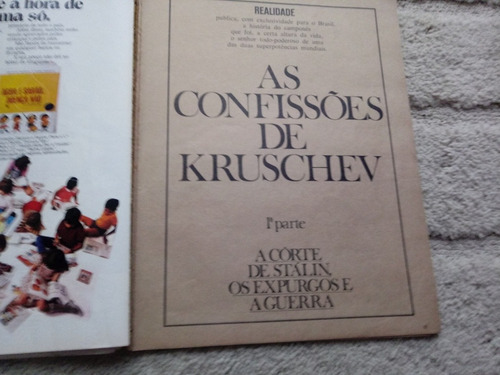 é a hora de
ma só.
REALIDADE
publica, com exclusividade para o Brasil,
a história do camponês
que foi, a certa altura da vida,
o senhor todo-poderoso de uma
das duas superpotências mundiais
AS
CONFISSÕES
DE
KRUSCHEV
1ª parte
A CÔRTE
DE STÁLIN,
OS EXPURGOS E
A GUERRA